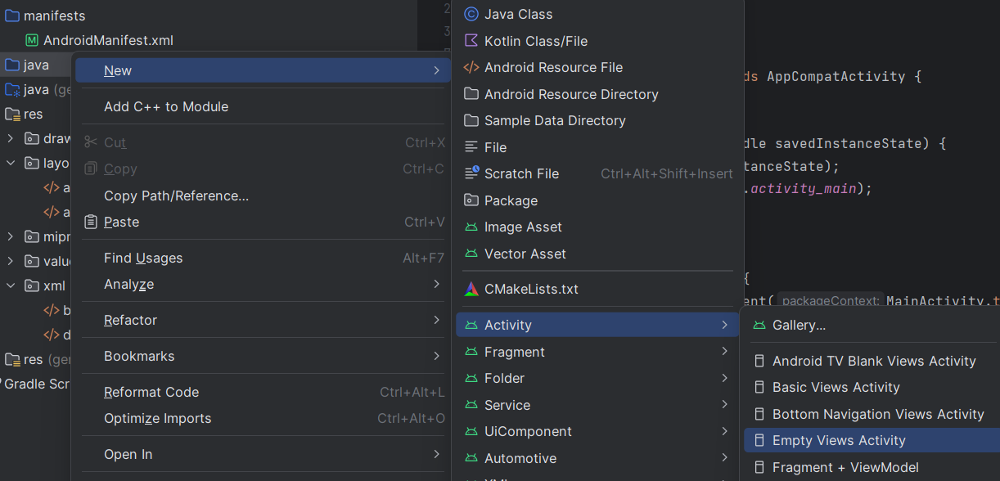 manifests
AndroidManifest.xml
java
java (ge
res
draw
layo
a
a
mipm
value
xml
b
d
res (gen
Gradle Scr
New
Add C++ to Module
Cut Ctrl+X
Copy Ctrl+C
Copy Path/Reference...
Paste Ctrl+V
Find Usages Alt+F7
Analyze
Refactor
Bookmarks
Reformat Code Ctrl+Alt+L
Optimize Imports Ctrl+Alt+O
Open In
2
3
Java Class
Kotlin Class/File
Android Resource File
Android Resource Directory
Sample Data Directory
File
Scratch File Ctrl+Alt+Shift+Insert
Package
Image Asset
Vector Asset
CMakeLists.txt
Activity
Fragment
Folder
Service
UiComponent
Automotive
ds AppCompatActivity {
dle savedInstanceState) {
tanceState);
.activity_main);
{
ent( packageContext: MainActivity.t
Gallery...
Android TV Blank Views Activity
Basic Views Activity
Bottom Navigation Views Activity
Empty Views Activity
Fragment + ViewModel